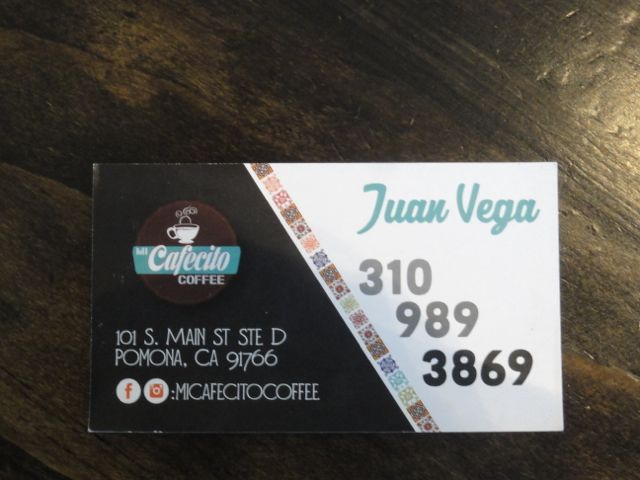 MI
Cafecito
COFFEE
101 S. MAIN ST STE D
POMONA, CA 91766
:MICAFECITOCOFFEE
Juan Vega
310
989
3869